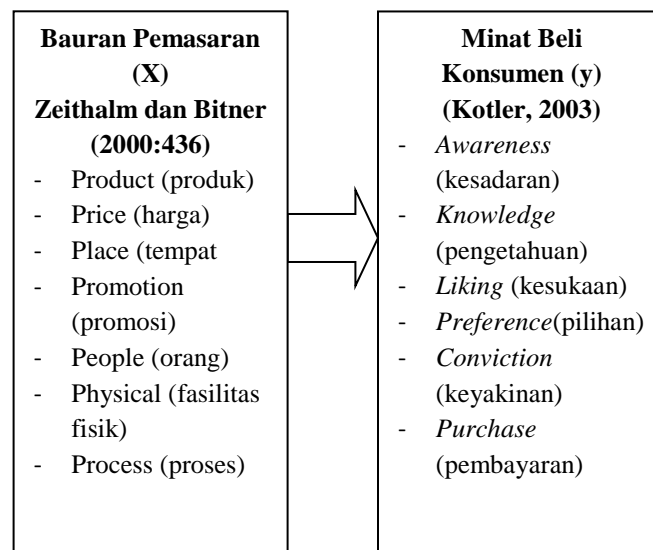 Bauran Pemasaran
(X)
Zeithalm dan Bitner
(2000:436)
- Product (produk)
- Price (harga)
- Place (tempat
- Promotion
(promosi)
- People (orang)
- Physical (fasilitas
fisik)
- Process (proses)
Minat Beli
Konsumen (y)
(Kotler, 2003)
- Awareness
(kesadaran)
- Knowledge
(pengetahuan)
- Liking (kesukaan)
- Preference(pilihan)
- Conviction
(keyakinan)
- Purchase
(pembayaran)